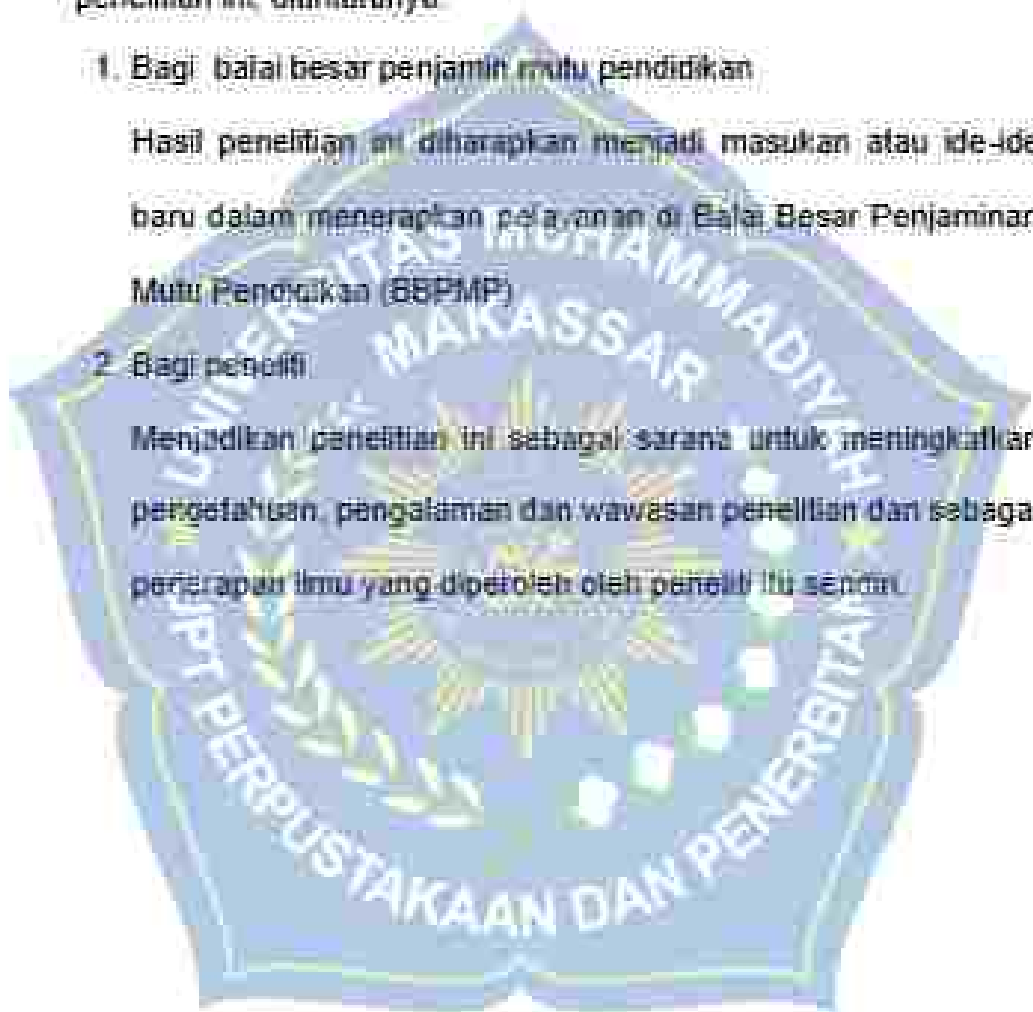 penelitian ini, diantaranya:
1. Bagi balai besar penjamin mutu pendidikan
Hasil penelitian ini diharapkan menjadi masukan atau ide-ide
baru dalam menerapkan pelayanan di Balai Besar Penjaminan
Mutu Pendidikan (BBPMP)
2. Bagi peneliti
Menjadikan penelitian ini sebagai sarana untuk meningkatkan
pengetahuan, pengalaman dan wawasan penelitian dan sebagai
penerapan ilmu yang diperoleh oleh peneliti itu sendiri.
UNIVERSITAS MUHAMMADIYAH
MAKASSAR
UPT PERPUSTAKAAN DAN PENERBITAN